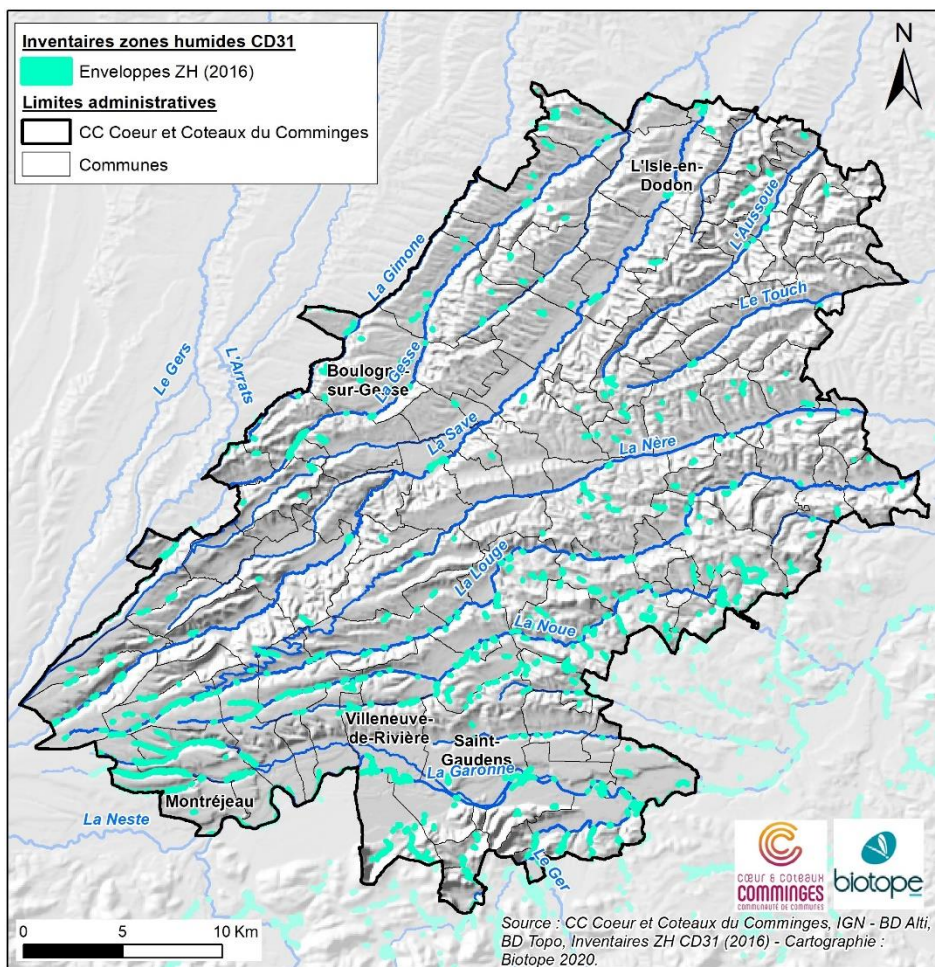 Inventaires zones humides CD31
Enveloppes ZH (2016)
Limites administratives
CC Coeur et Coteaux du Comminges
Communes
N
L'Isle-en-
Dodon
L'Aussoue
La Gimone
Le Touch
Le Gers
L'Arrats
Boulogne-
sur-Gesse
La Gesse
La Save
La Nère
La Louge
La Noue
Villeneuve-
de-Rivière
Saint-
Gaudens
La Garonne
Montréjeau
La Neste
Le Ger
0 5 10 Km
CŒUR & COTEAUX
COMMINGES
COMMUNAUTÉ DE COMMUNES
biotope
Source : CC Coeur et Coteaux du Comminges, IGN - BD Alti,
BD Topo, Inventaires ZH CD31 (2016) - Cartographie :
Biotope 2020.